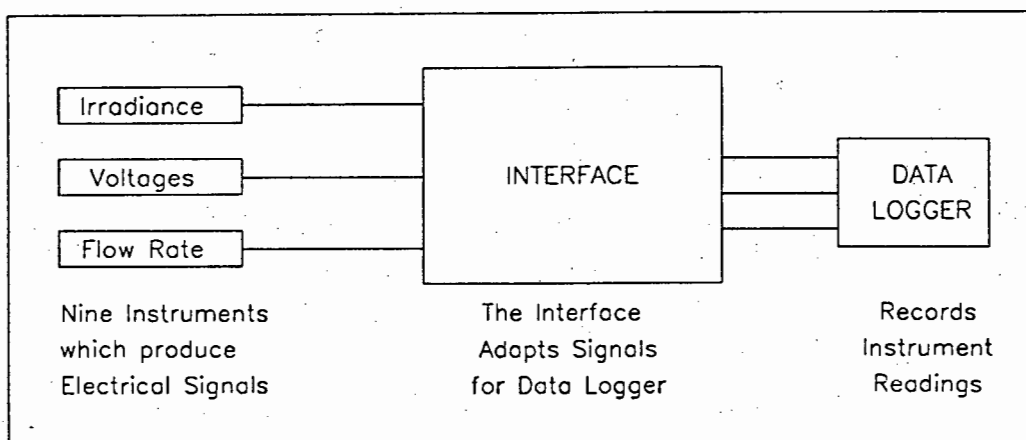 Irradiance
Voltages
Flow Rate
INTERFACE
DATA
LOGGER
Nine Instruments
which produce
Electrical Signals
The Interface
Adapts Signals
for Data Logger
Records
Instrument
Readings